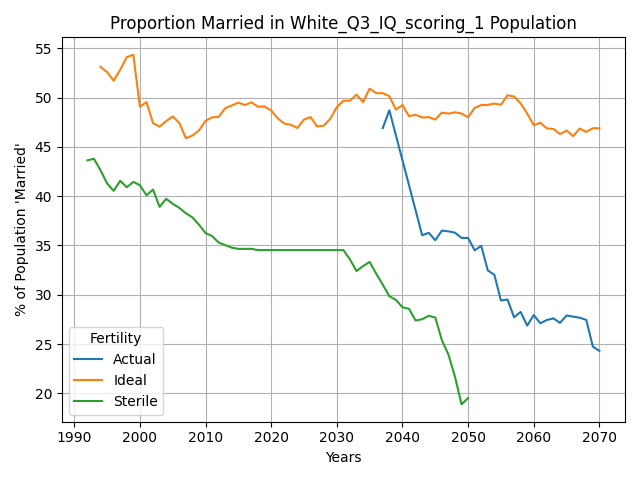 Proportion Married in White_Q3_IQ_scoring_1 Population
% of Population 'Married'
55
50
45
40
35
30
25
20
Fertility
Actual
Ideal
Sterile
1990 2000 2010 2020 2030 2040 2050 2060 2070
Years